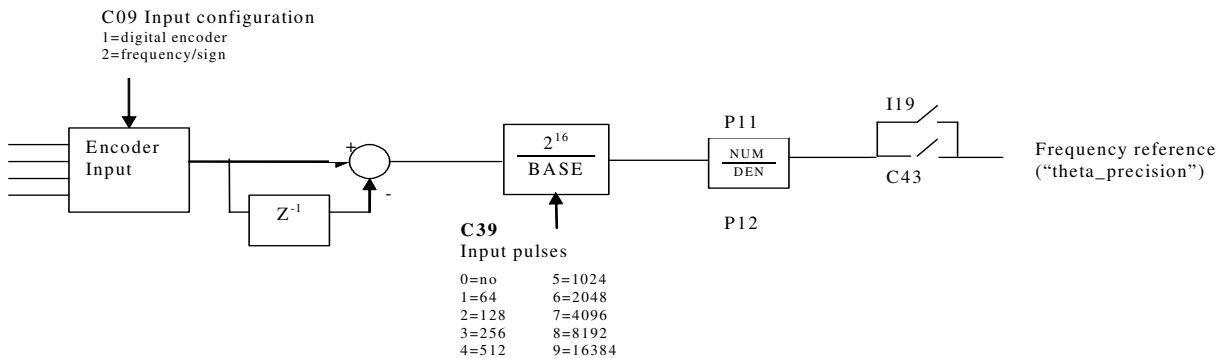 C09 Input configuration
1=digital encoder
2=frequency/sign
Encoder
Input
+
-
Z⁻¹
2¹⁶
BASE
C39
Input pulses
0=no 5=1024
1=64 6=2048
2=128 7=4096
3=256 8=8192
4=512 9=16384
P11
NUM
DEN
P12
I19
C43
Frequency reference
(“theta_precision”)